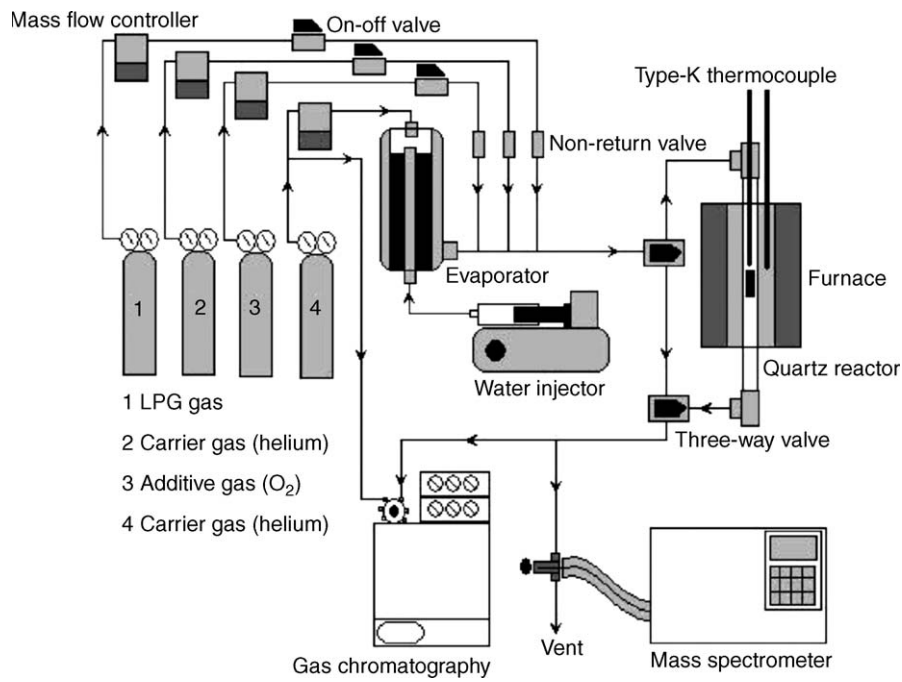 Mass flow controller
On-off valve
Type-K thermocouple
Non-return valve
Evaporator
Furnace
1
2
3
4
Water injector
Quartz reactor
1 LPG gas
Three-way valve
2 Carrier gas (helium)
3 Additive gas (O₂)
4 Carrier gas (helium)
Vent
Gas chromatography
Mass spectrometer